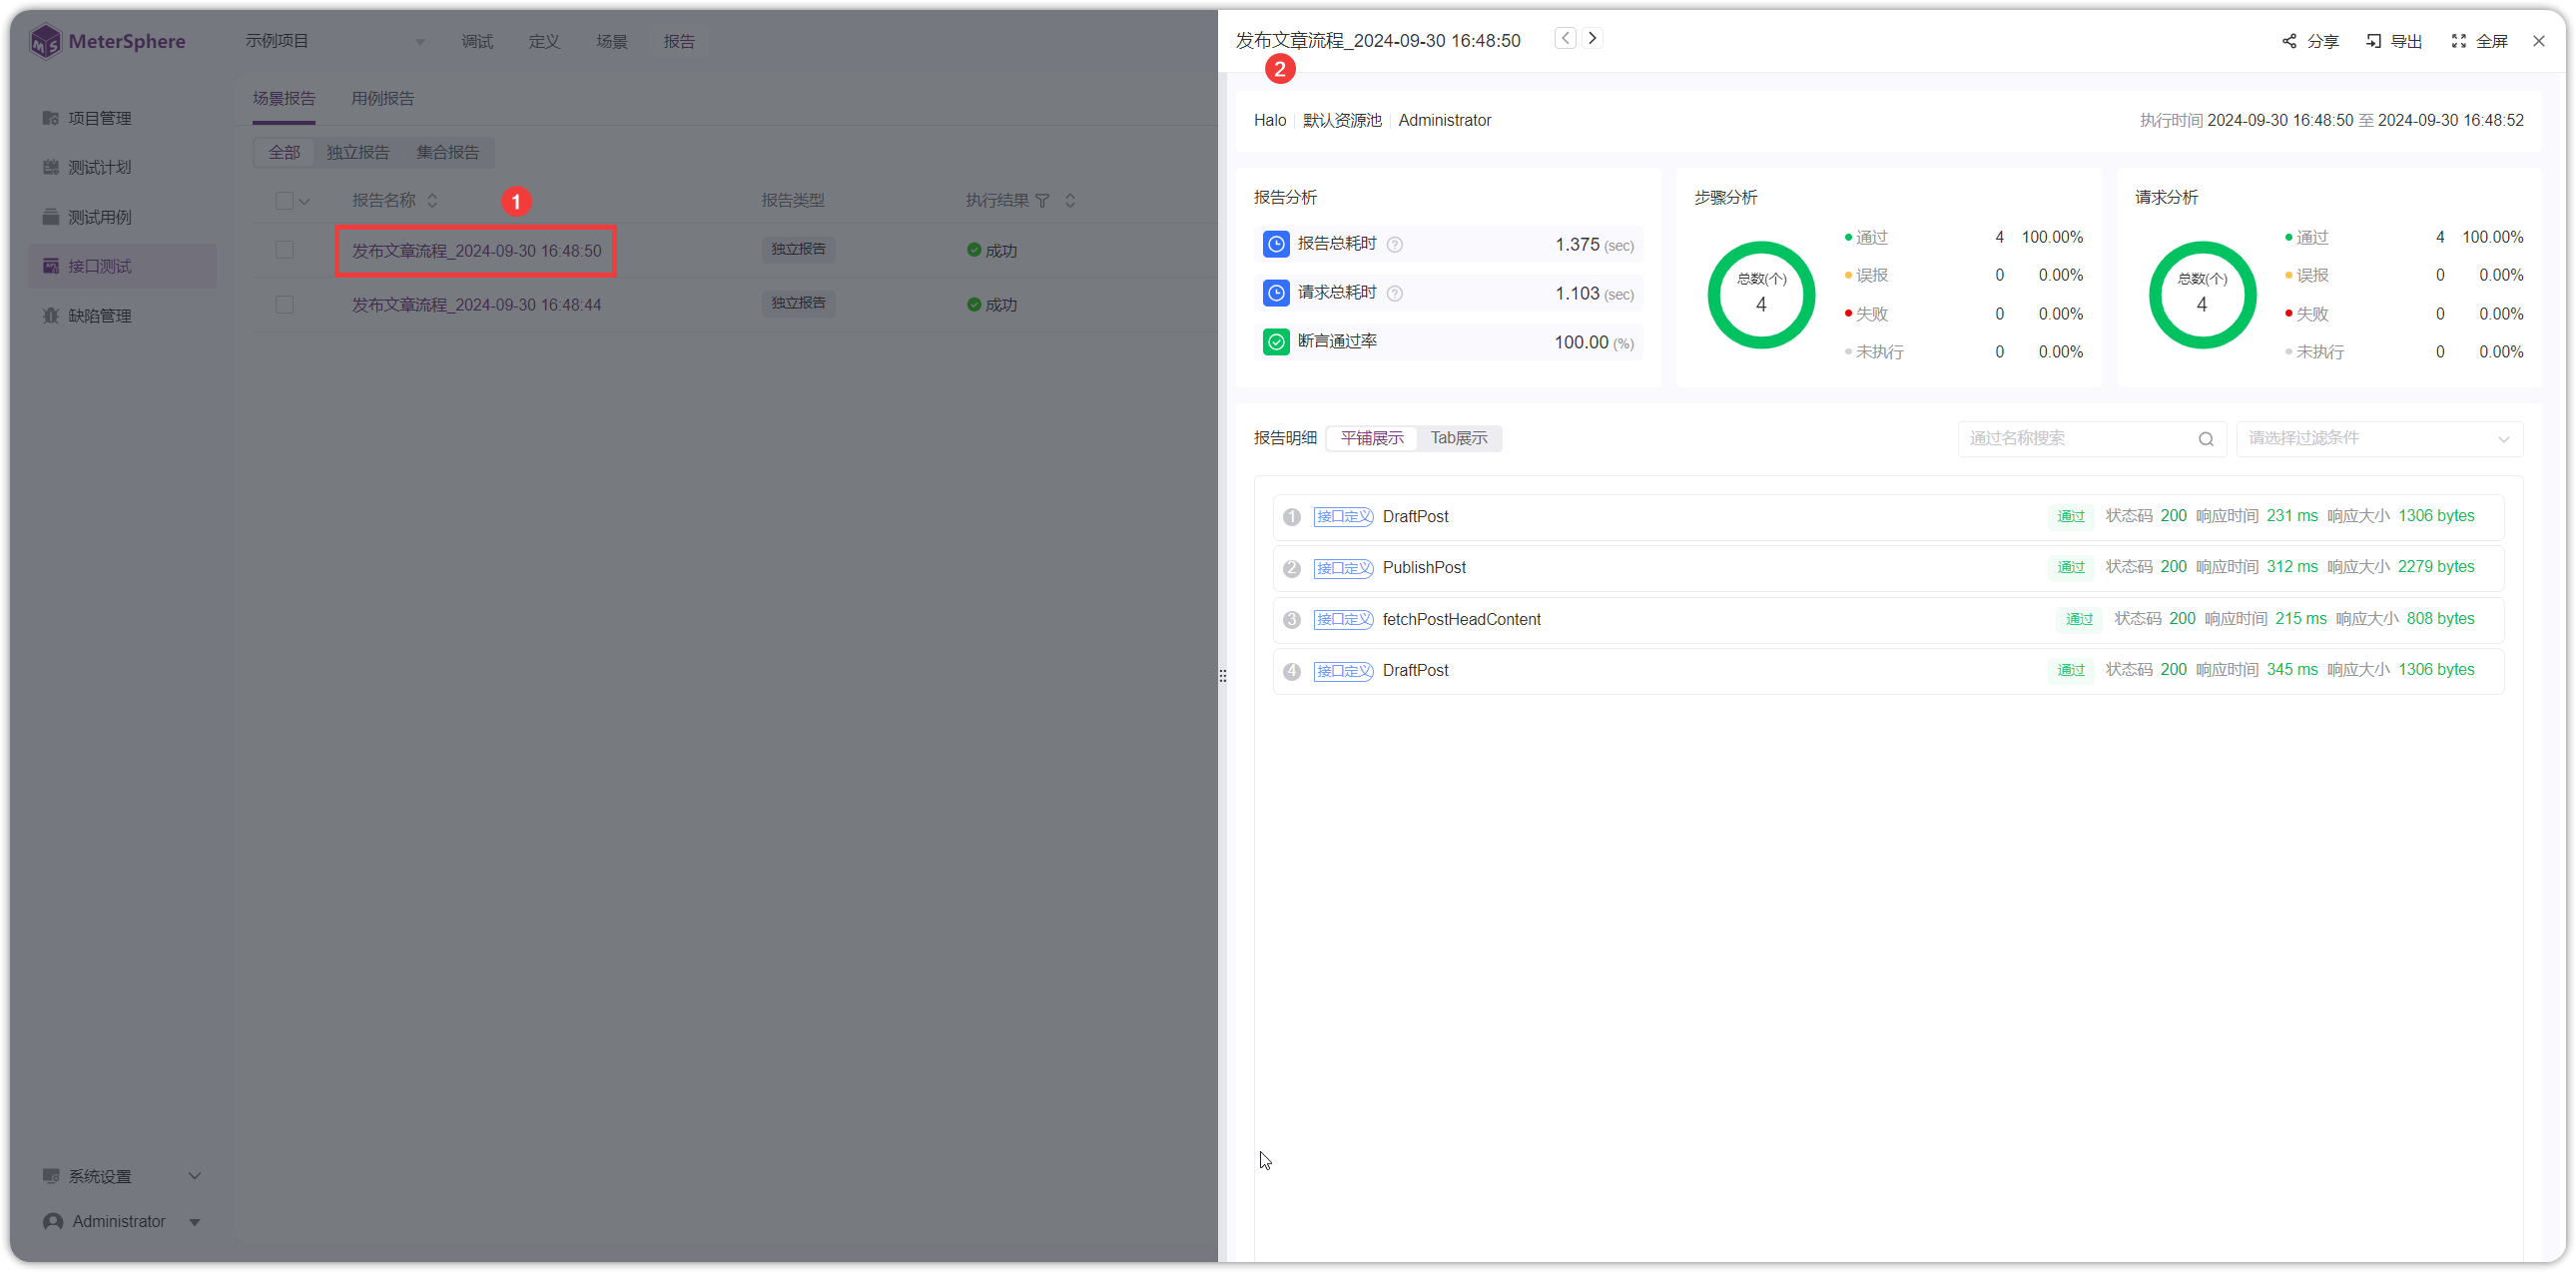 MeterSphere
示例项目
调试 定义 场景 报告
项目管理
测试计划
测试用例
接口测试
缺陷管理
系统设置
Administrator
场景报告 用例报告
全部 独立报告 集合报告
报告名称 1 报告类型 执行结果
发布文章流程_2024-09-30 16:48:50 独立报告 成功
发布文章流程_2024-09-30 16:48:44 独立报告 成功
发布文章流程_2024-09-30 16:48:50
2
分享 导出 全屏
Halo 默认资源池 Administrator
执行时间 2024-09-30 16:48:50 至 2024-09-30 16:48:52
报告分析
报告总耗时 1.375 (sec)
请求总耗时 1.103 (sec)
断言通过率 100.00 (%)
步骤分析
总数(个)
4
通过 4 100.00%
误报 0 0.00%
失败 0 0.00%
未执行 0 0.00%
请求分析
总数(个)
4
通过 4 100.00%
误报 0 0.00%
失败 0 0.00%
未执行 0 0.00%
报告明细 平铺展示 Tab展示
通过名称搜索 请选择过滤条件
1 接口定义 DraftPost 通过 状态码 200 响应时间 231 ms 响应大小 1306 bytes
2 接口定义 PublishPost 通过 状态码 200 响应时间 312 ms 响应大小 2279 bytes
3 接口定义 fetchPostHeadContent 通过 状态码 200 响应时间 215 ms 响应大小 808 bytes
4 接口定义 DraftPost 通过 状态码 200 响应时间 345 ms 响应大小 1306 bytes